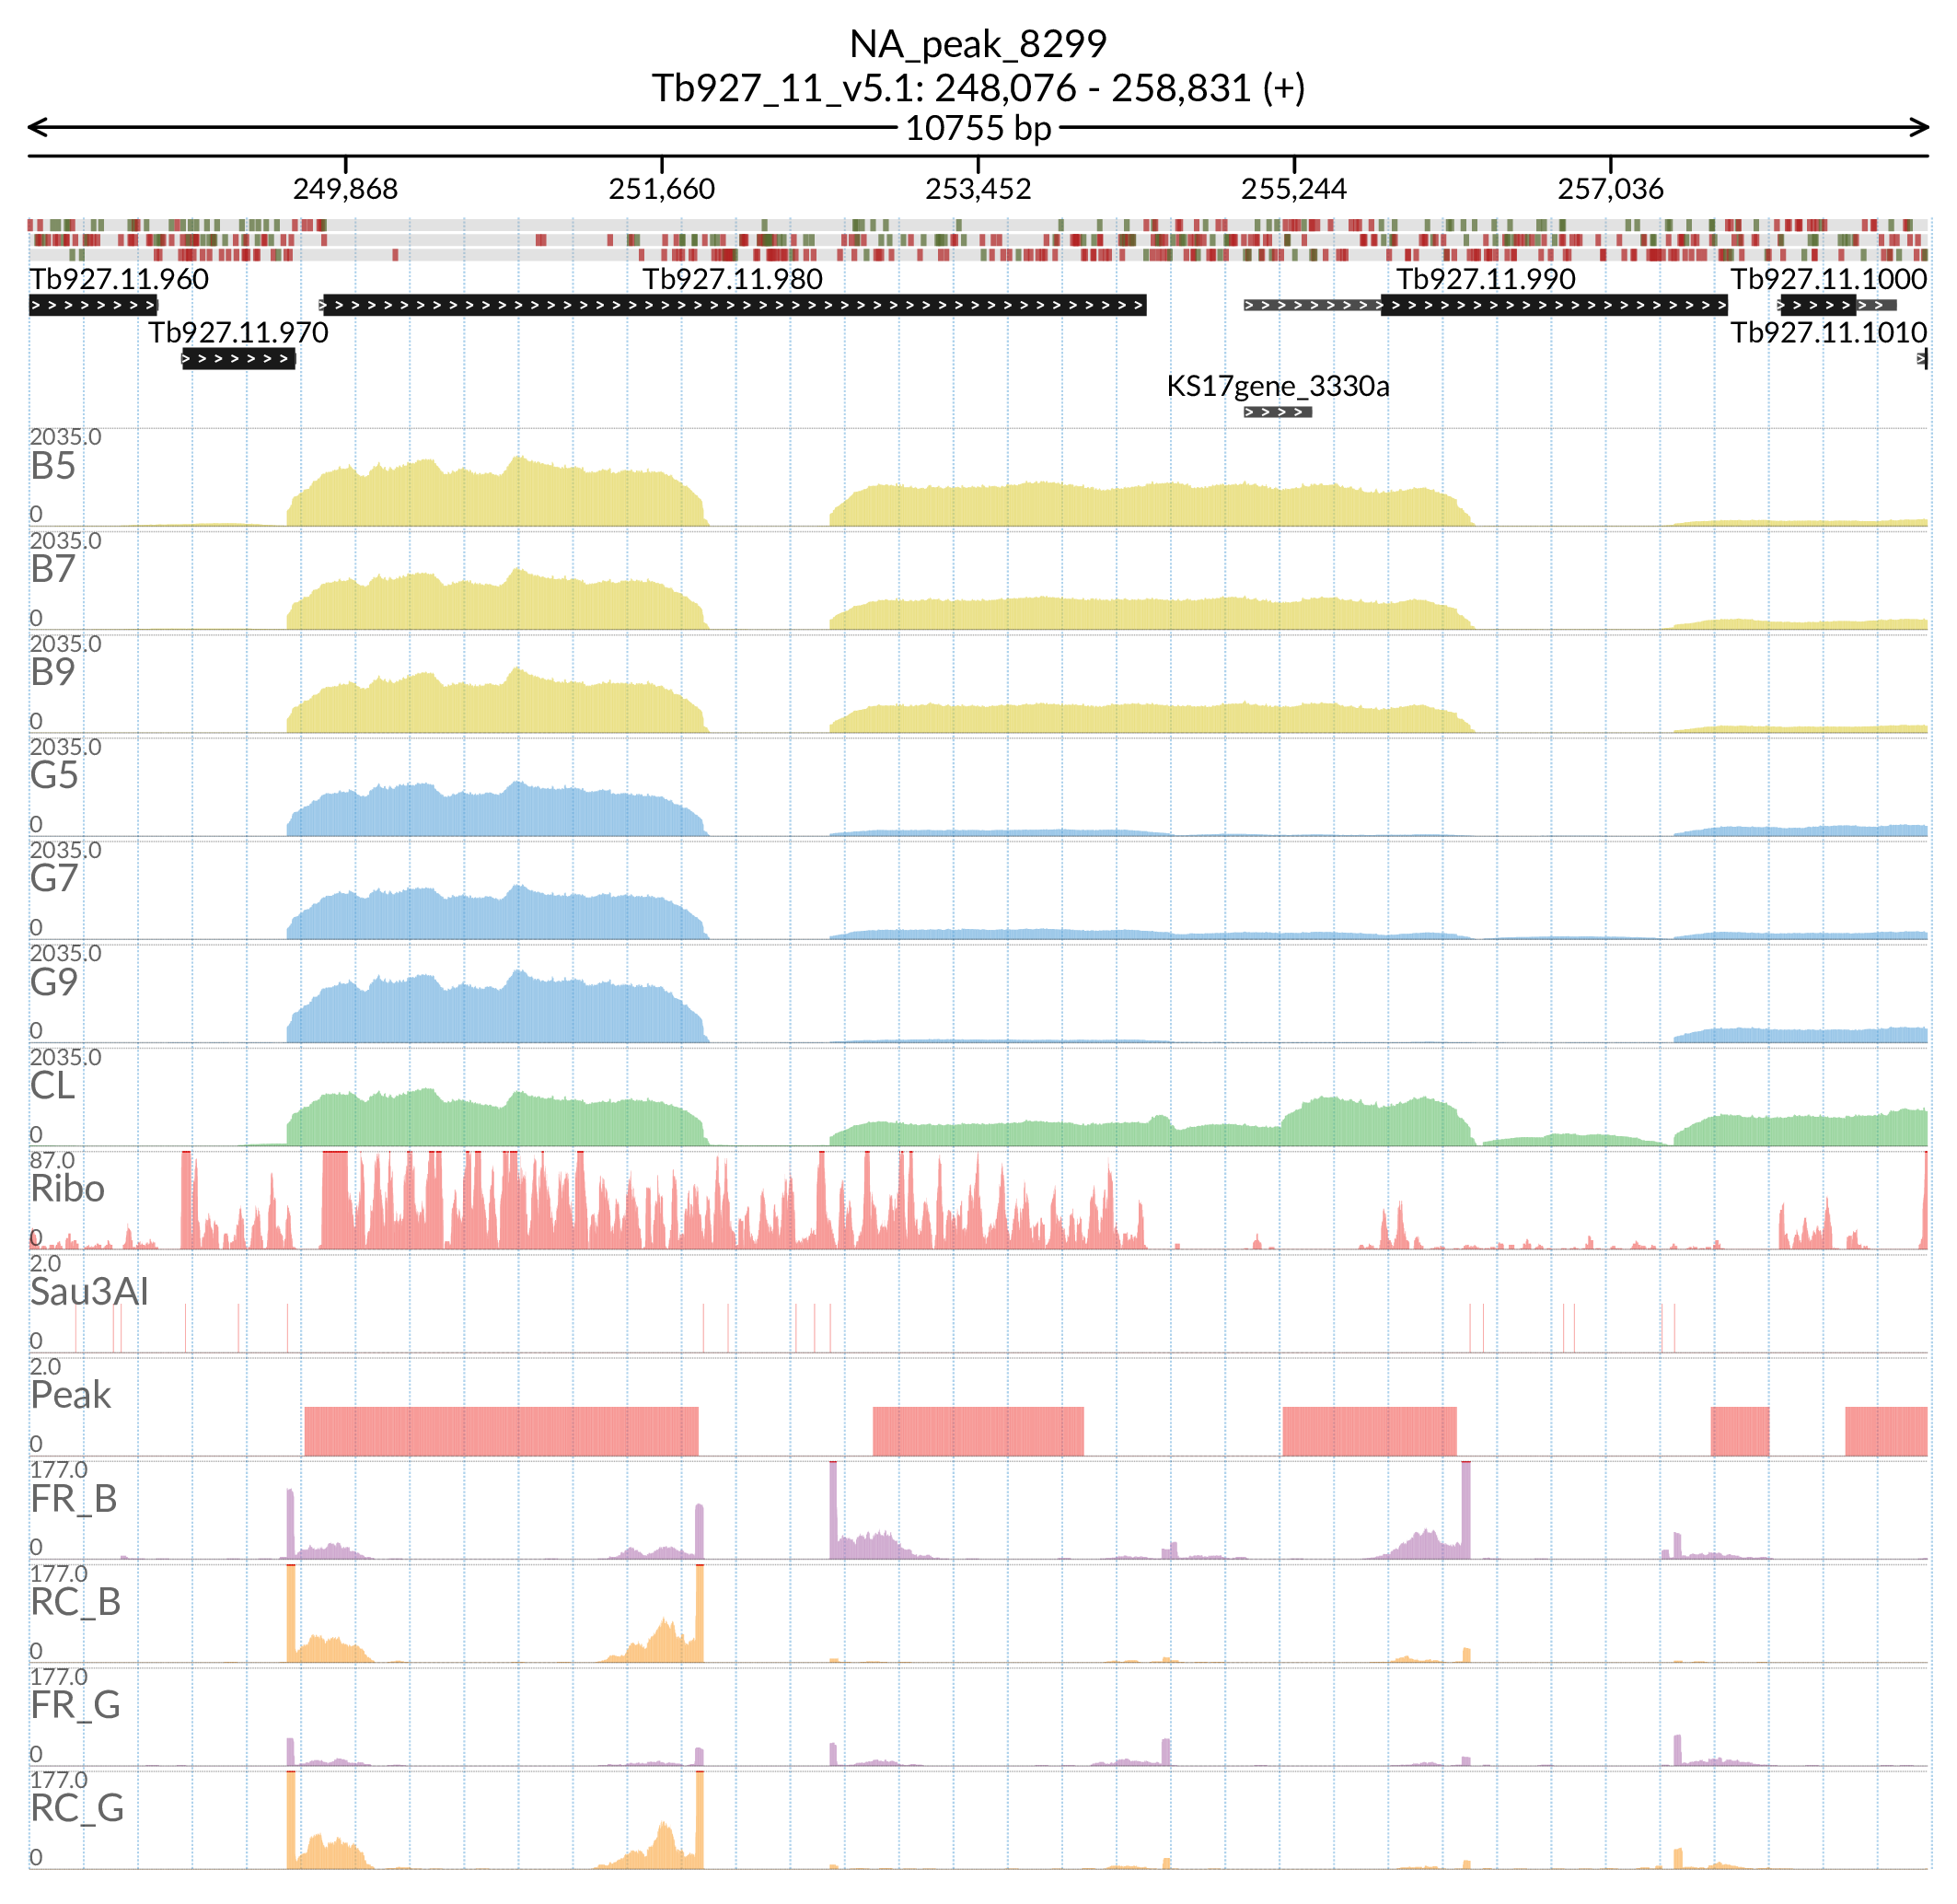 NA_peak_8299
Tb927_11_v5.1: 248,076 - 258,831 (+)
10755 bp
249,868 251,660 253,452 255,244 257,036
Tb927.11.960 Tb927.11.980 Tb927.11.990 Tb927.11.1000
Tb927.11.970 Tb927.11.1010
KS17gene_3330a
2035.0
B5
0
2035.0
B7
0
2035.0
B9
0
2035.0
G5
0
2035.0
G7
0
2035.0
G9
0
2035.0
CL
0
87.0
Ribo
0
2.0
Sau3AI
0
2.0
Peak
0
177.0
FR_B
0
177.0
RC_B
0
177.0
FR_G
0
177.0
RC_G
0